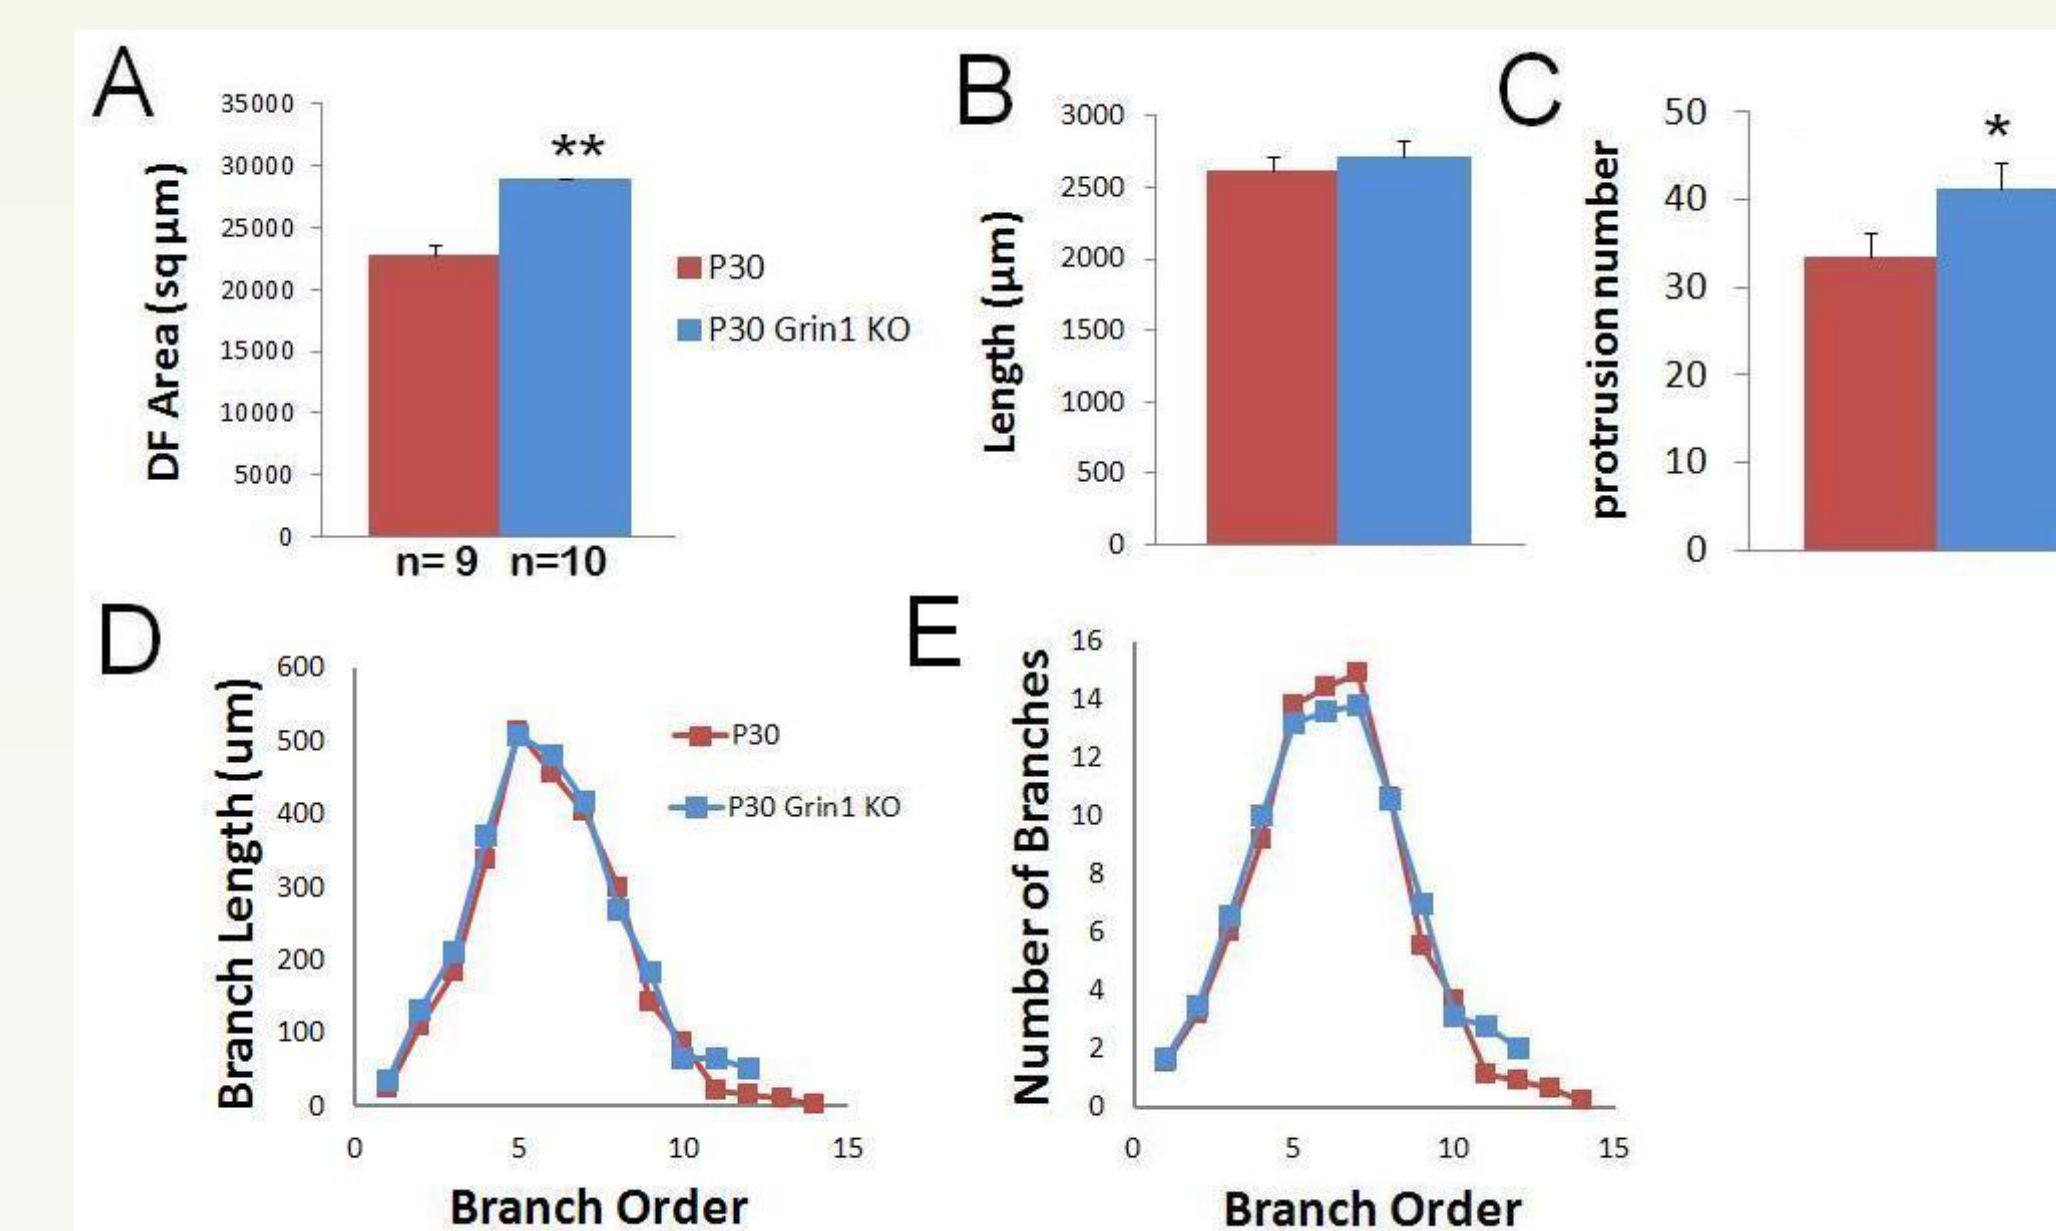 A
DF Area (sq µm)
35000
30000
25000
20000
15000
10000
5000
0
**
n= 9 n=10
P30
P30 Grin1 KO
B
Length (µm)
3000
2500
2000
1500
1000
500
0
C
protrusion number
50
40
30
20
10
0
*
D
Branch Length (um)
600
500
400
300
200
100
0
0 5 10 15
Branch Order
P30
P30 Grin1 KO
E
Number of Branches
16
14
12
10
8
6
4
2
0
0 5 10 15
Branch Order